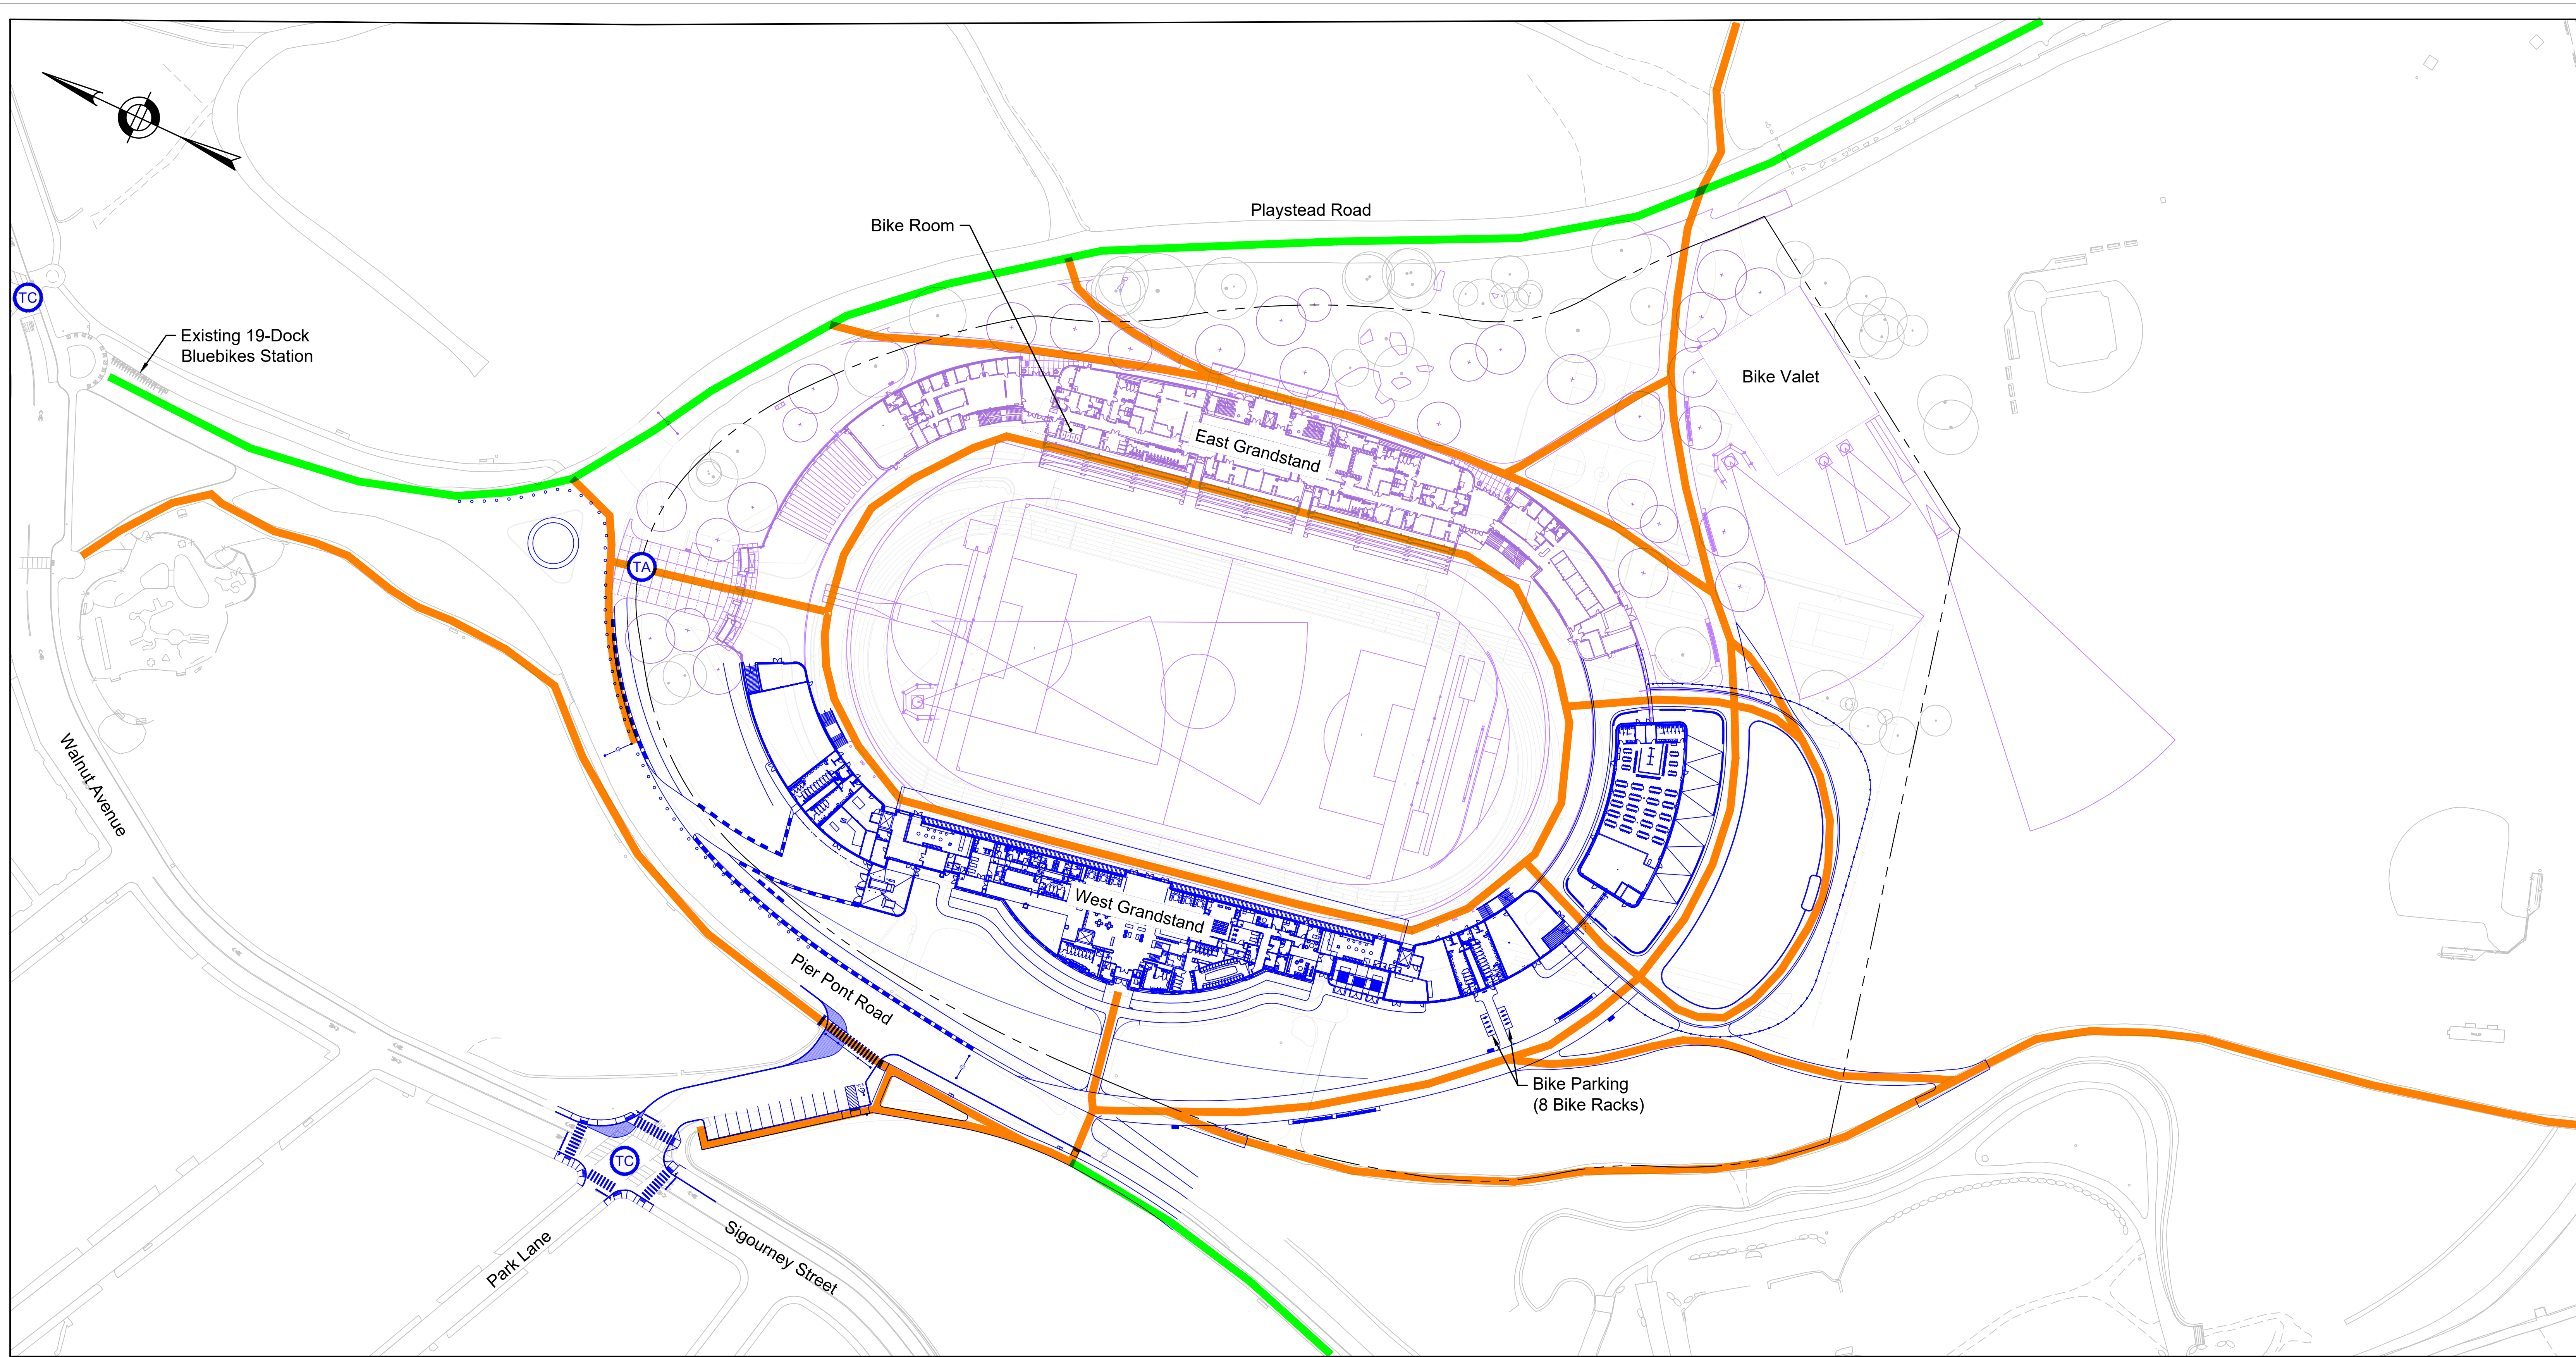 Playstead Road
Bike Room
TC
Existing 19-Dock
Bluebikes Station
Bike Valet
East Grandstand
TA
Walnut Avenue
West Grandstand
Pier Pont Road
Bike Parking
(8 Bike Racks)
TC
Park Lane
Sigourney Street